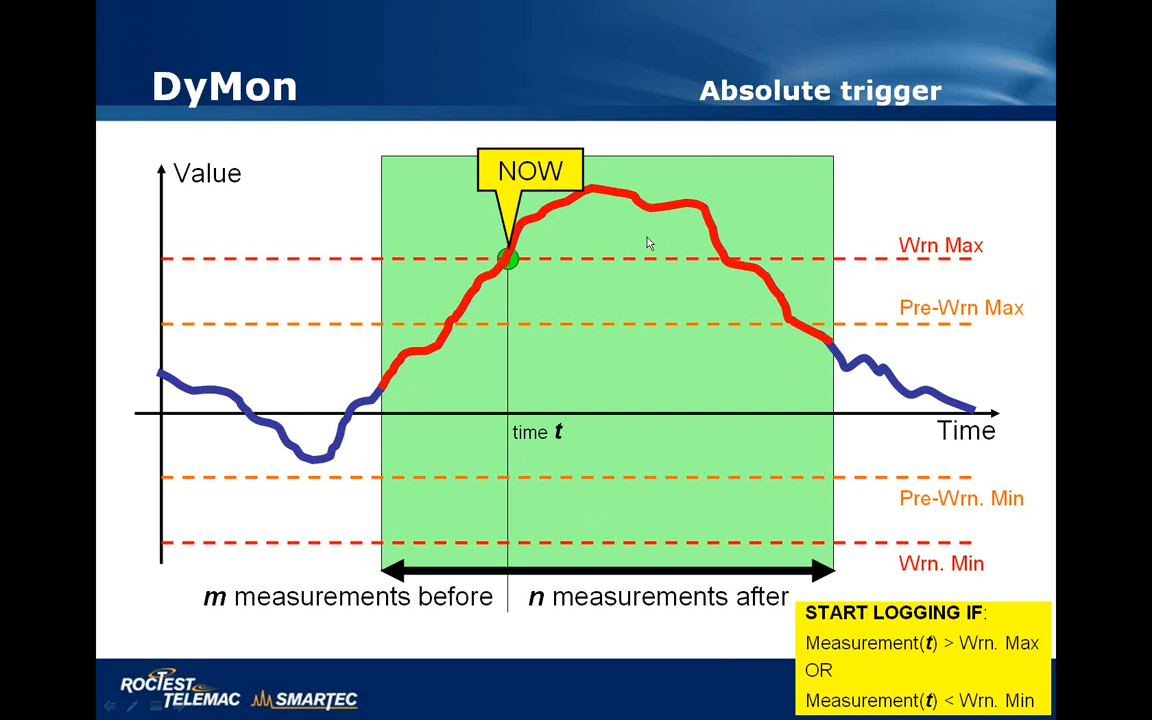 DyMon
Absolute trigger
Value
NOW
Wrn Max
Pre-Wrn Max
time t
Time
Pre-Wrn. Min
Wrn. Min
m measurements before
n measurements after
START LOGGING IF:
Measurement(t) > Wrn. Max
OR
Measurement(t) < Wrn. Min
ROCTEST
TELEMAC
SMARTEC